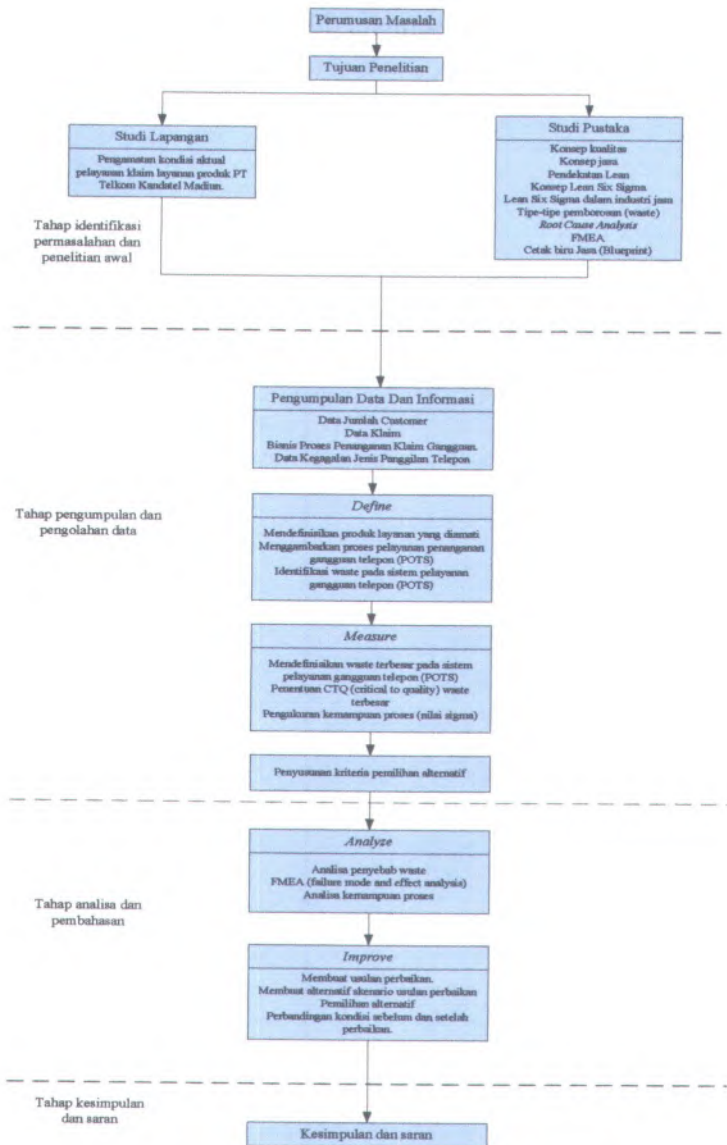 Perumusan Masalah
Tujuan Penelitian
Studi Lapangan
Pengamatan kondisi aktual
pelayanan klaim layanan produk PT
Telkom Kandatel Madiun.
Studi Pustaka
Konsep kualitas
Konsep jasa
Pendekatan Lean
Konsep Lean Six Sigma
Lean Six Sigma dalam industri jasa
Tipe-tipe pemborosan (waste)
Root Cause Analysis
FMEA
Cetak biru Jasa (Blueprint)
Tahap identifikasi
permasalahan dan
penelitian awal
Pengumpulan Data Dan Informasi
Data Jumlah Customer
Data Klaim
Bisnis Proses Penanganan Klaim Gangguan.
Data Kegagalan Jenis Panggilan Telepon
Tahap pengumpulan dan
pengolahan data
Define
Mendefinisikan produk layanan yang diamati
Menggambarkan proses pelayanan penanganan
gangguan telepon (POTS)
Identifikasi waste pada sistem pelayanan
gangguan telepon (POTS)
Measure
Mendefinisikan waste terbesar pada sistem
pelayanan gangguan telepon (POTS)
Penentuan CTQ (critical to quality) waste
terbesar
Pengukuran kemampuan proses (nilai sigma)
Penyusunan kriteria pemilihan alternatif
Analyze
Analisa penyebab waste
FMEA (failure mode and effect analysis)
Analisa kemampuan proses
Tahap analisa dan
pembahasan
Improve
Membuat usulan perbaikan.
Membuat alternatif skenario usulan perbaikan
Pemilihan alternatif
Perbandingan kondisi sebelum dan setelah
perbaikan.
Tahap kesimpulan
dan saran
Kesimpulan dan saran